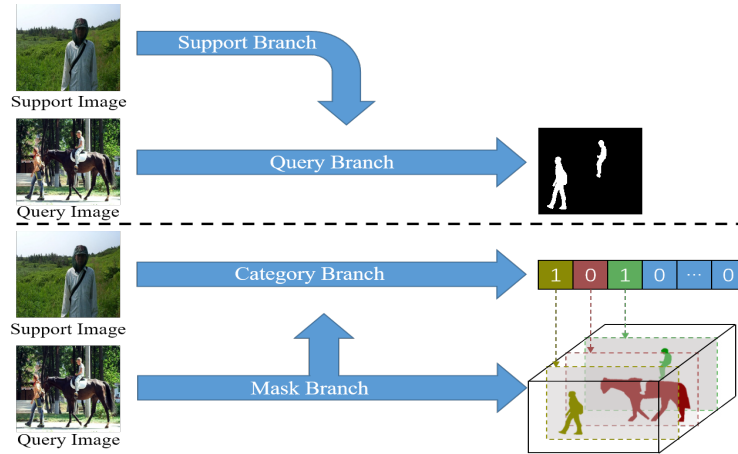 Support Branch
Support Image
Query Branch
Query Image
Category Branch
1 0 1 0 ... 0
Support Image
Mask Branch
Query Image